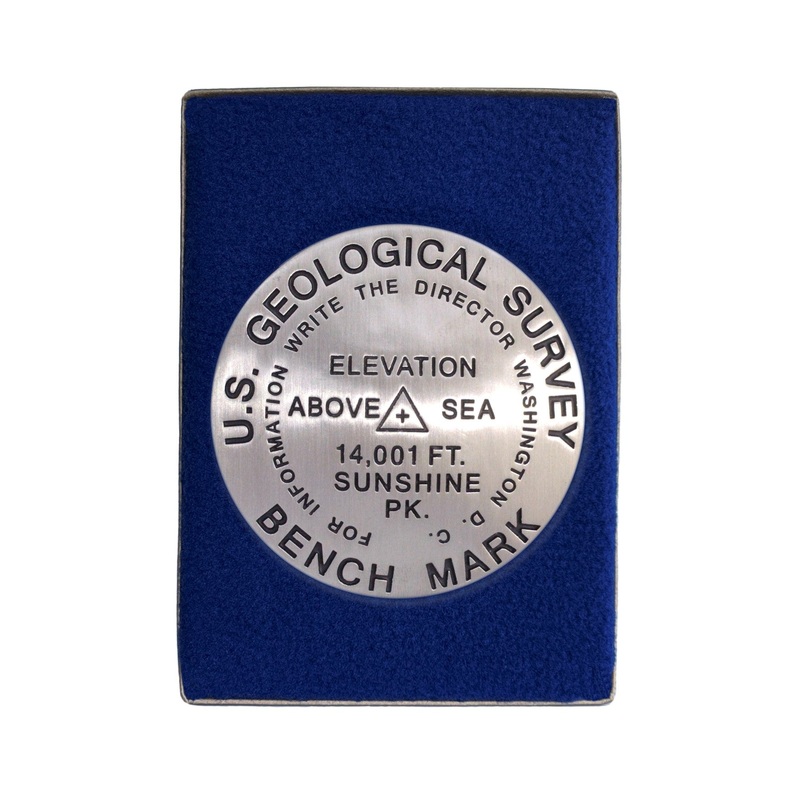 U.S. GEOLOGICAL SURVEY
FOR INFORMATION WRITE THE DIRECTOR WASHINGTON D. C.
ELEVATION
ABOVE + SEA
14,001 FT.
SUNSHINE
PK.
BENCH MARK